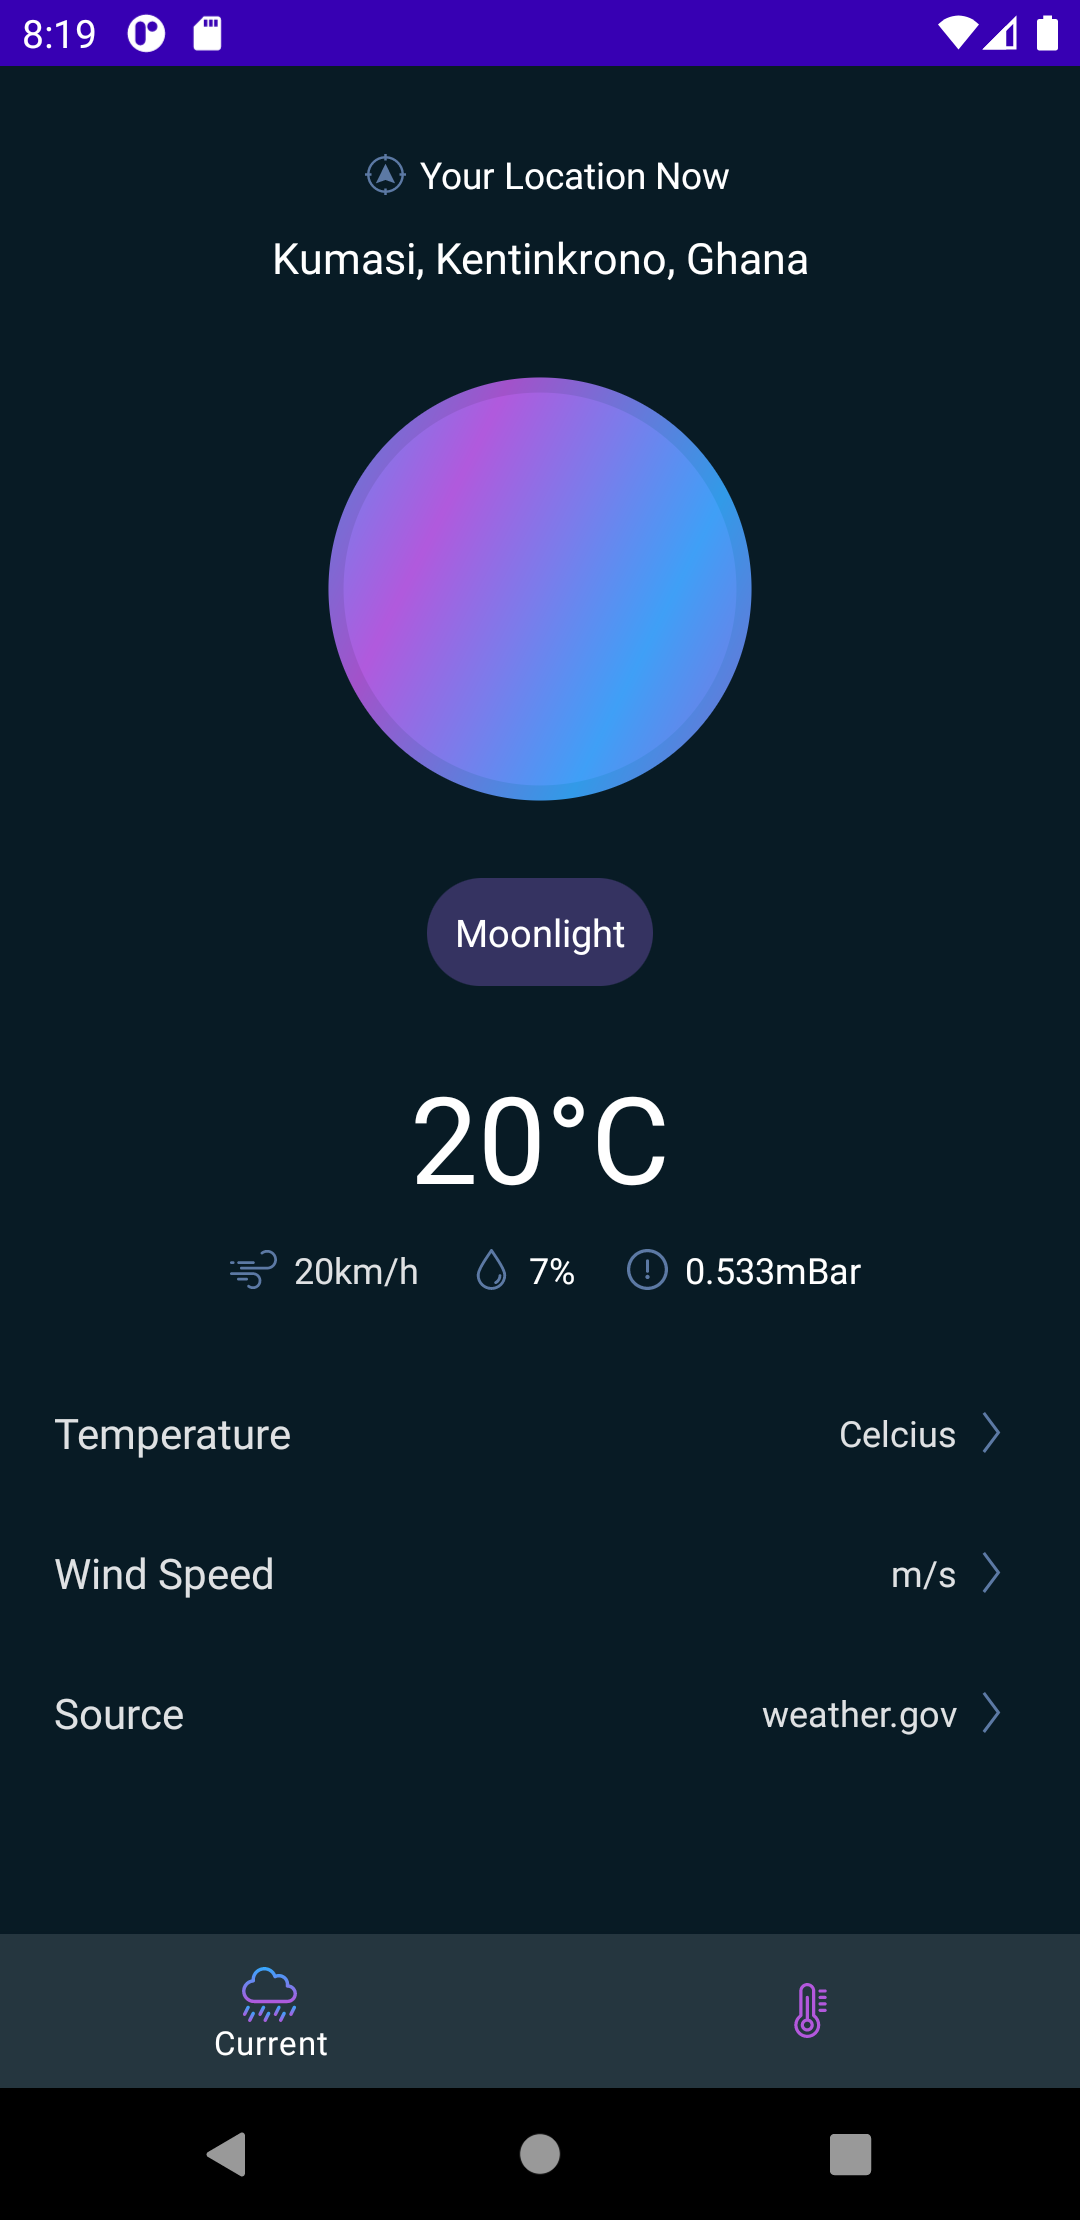 8:19
Your Location Now
Kumasi, Kentinkrono, Ghana
Moonlight
20°C
20km/h 7% 0.533mBar
Temperature Celcius
Wind Speed m/s
Source weather.gov
Current